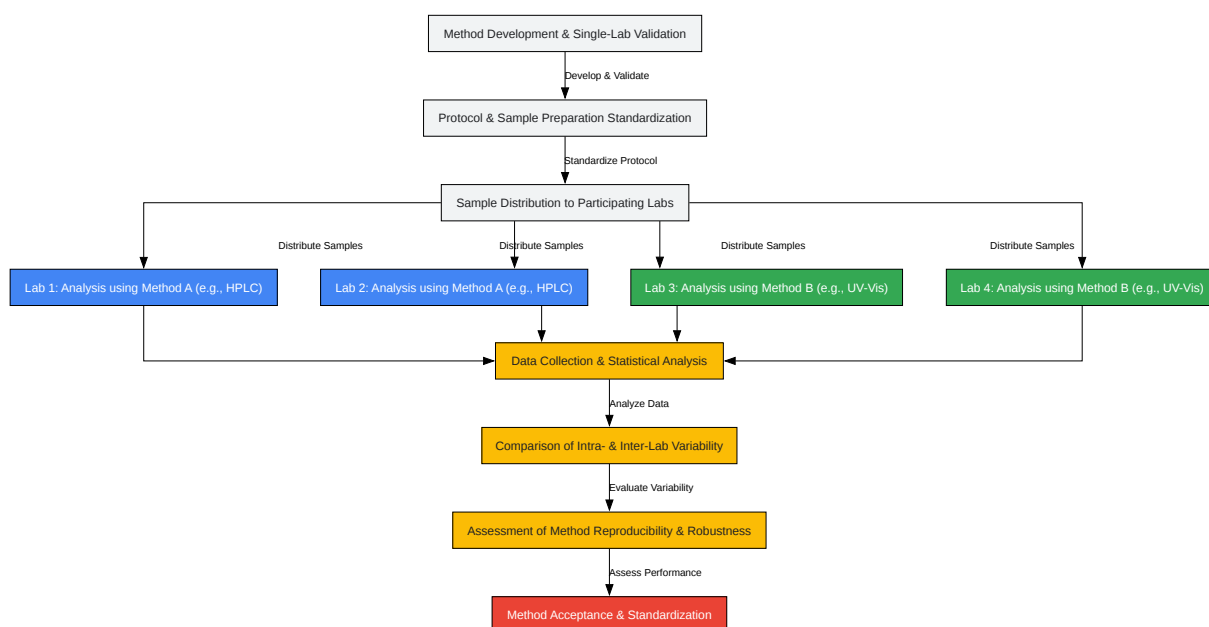 Method Development & Single-Lab Validation
Develop & Validate
Protocol & Sample Preparation Standardization
Standardize Protocol
Sample Distribution to Participating Labs
Distribute Samples
Distribute Samples
Distribute Samples
Distribute Samples
Lab 1: Analysis using Method A (e.g., HPLC)
Lab 2: Analysis using Method A (e.g., HPLC)
Lab 3: Analysis using Method B (e.g., UV-Vis)
Lab 4: Analysis using Method B (e.g., UV-Vis)
Data Collection & Statistical Analysis
Analyze Data
Comparison of Intra- & Inter-Lab Variability
Evaluate Variability
Assessment of Method Reproducibility & Robustness
Assess Performance
Method Acceptance & Standardization